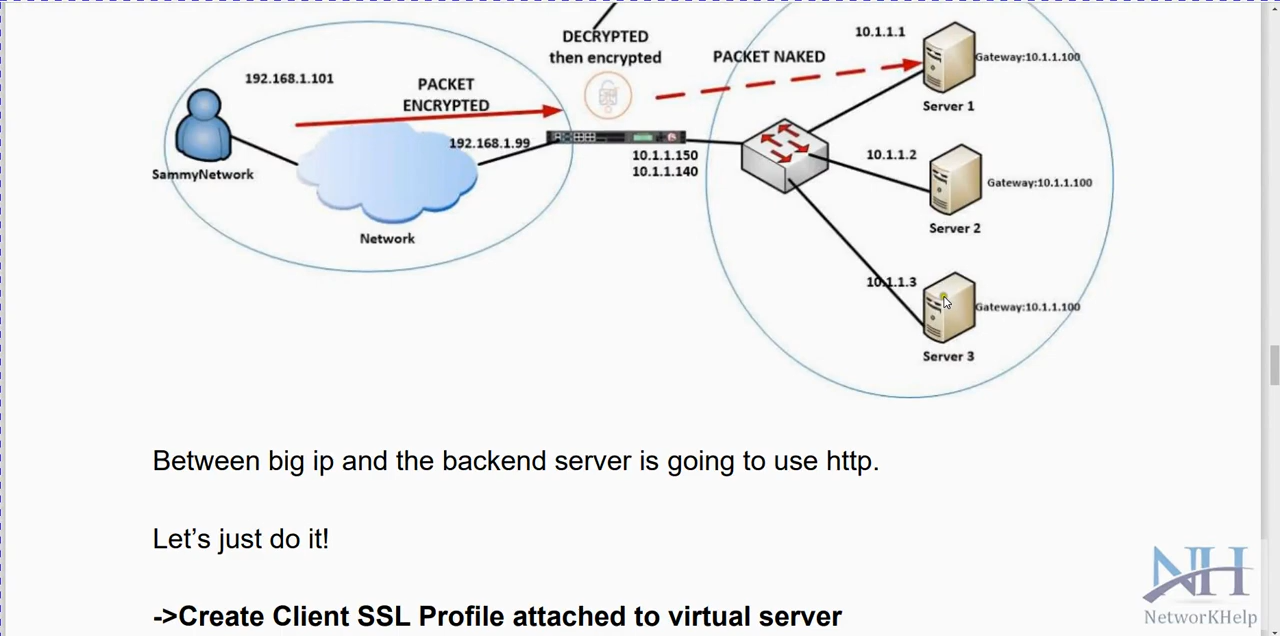 DECRYPTED
then encrypted
PACKET NAKED
10.1.1.1
Gateway:10.1.1.100
Server 1
192.168.1.101
PACKET
ENCRYPTED
192.168.1.99
10.1.1.150
10.1.1.140
SammyNetwork
Network
10.1.1.2
Gateway:10.1.1.100
Server 2
10.1.1.3
Gateway:10.1.1.100
Server 3
Between big ip and the backend server is going to use http.
Let’s just do it!
->Create Client SSL Profile attached to virtual server
NH
NetworKHelp